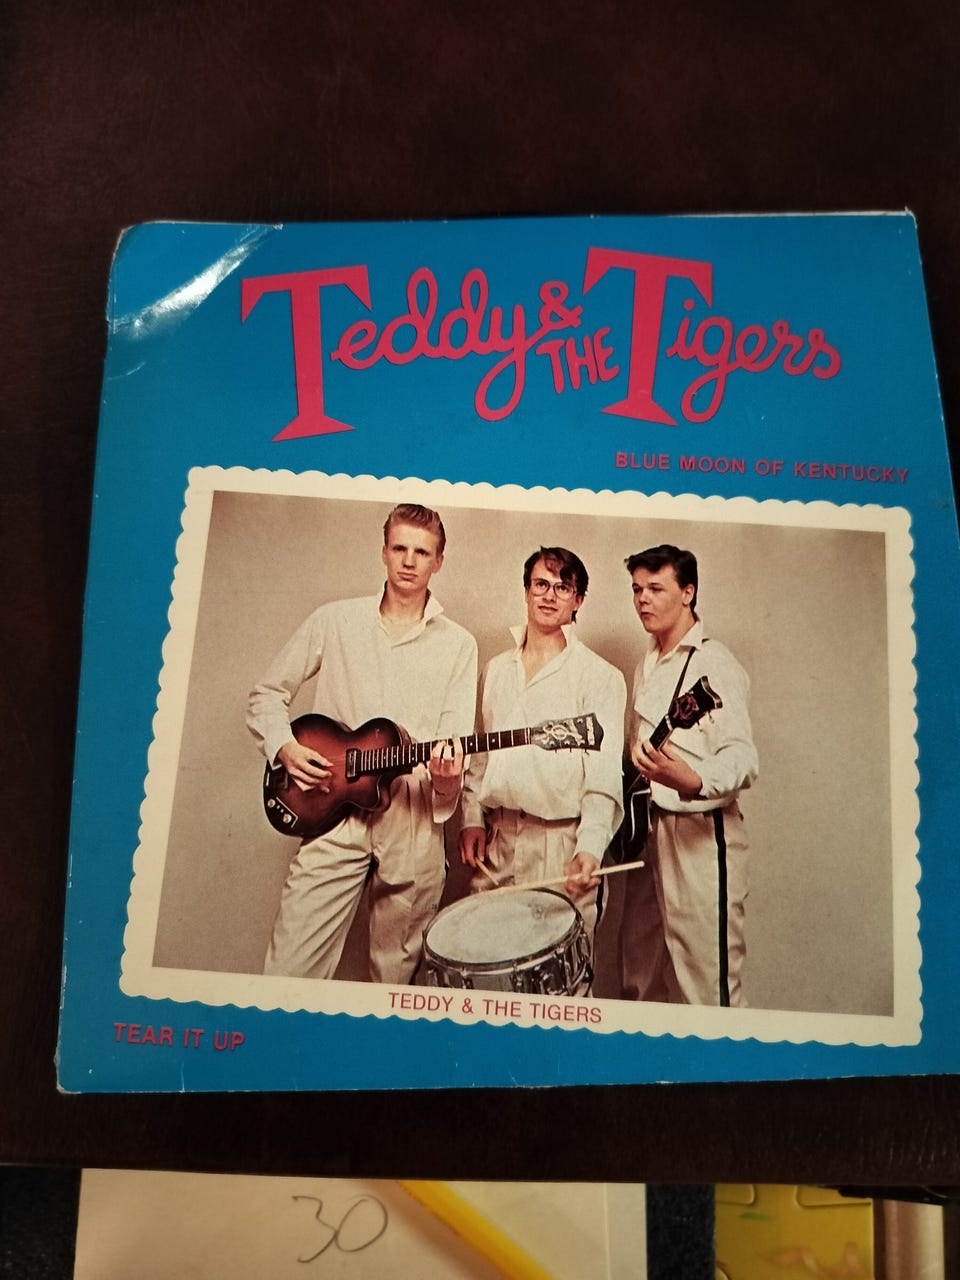 Teddy & THE Tigers
BLUE MOON OF KENTUCKY
TEDDY & THE TIGERS
TEAR IT UP
30